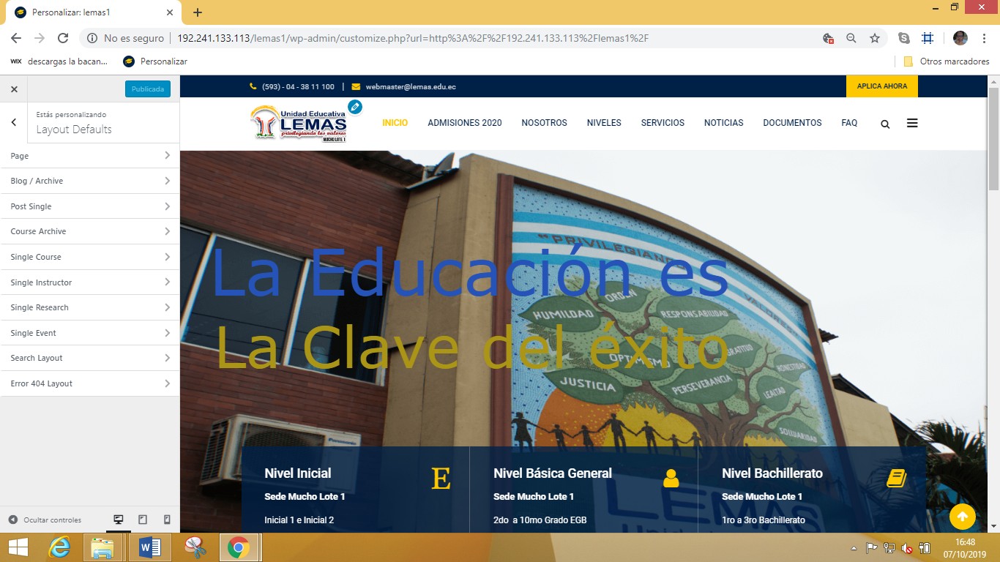 Personalizar: lemas1
No es seguro
192.241.133.113/lemas1/wp-admin/customize.php?url=http%3A%2F%2F192.241.133.113%2Flemas1%2F
WIX descargas la bacan...
Personalizar
Otros marcadores
Publicada
(593) - 04 - 38 11 100 | webmaster@lemas.edu.ec
APLICA AHORA
Estás personalizando
Layout Defaults
Unidad Educativa
LEMAS
privilegiando los valores
MUCHO LOTE 1
INICIO ADMISIONES 2020 NOSOTROS NIVELES SERVICIOS NOTICIAS DOCUMENTOS FAQ
Page
Blog / Archive
Post Single
Course Archive
Single Course
Single Instructor
Single Research
Single Event
Search Layout
Error 404 Layout
"PRIVILEGIANDO
VALORES
La Educación es
La Clave del éxito
ORDEN
HUMILDAD
RESPONSABILIDAD
GRATITUD
OPTIMISMO
HONESTIDAD
JUSTICIA
PERSEVERANCIA
LEALTAD
SOLIDARIDAD
Panasonic
LEMAS
Nivel Inicial
Sede Mucho Lote 1
Inicial 1 e Inicial 2
E
Nivel Básica General
Sede Mucho Lote 1
2do a 10mo Grado EGB
Nivel Bachillerato
Sede Mucho Lote 1
1ro a 3ro Bachillerato
Ocultar controles
16:48
07/10/2019